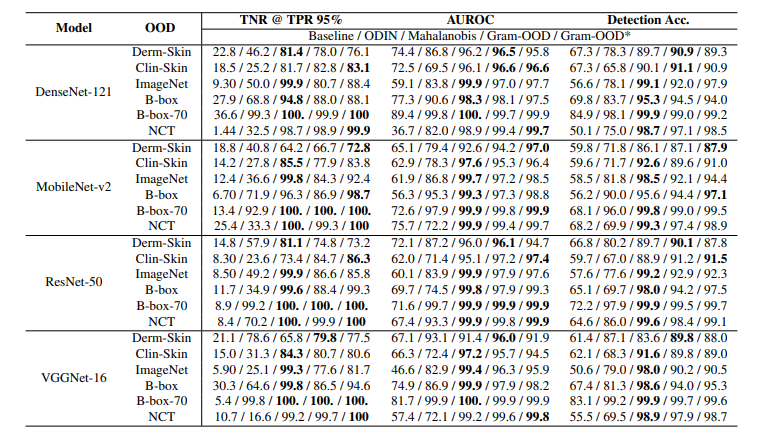 Model OOD TNR @ TPR 95% AUROC Detection Acc.
Baseline / ODIN / Mahalanobis / Gram-OOD / Gram-OOD*
DenseNet-121
Derm-Skin 22.8 / 46.2 / 81.4 / 78.0 / 76.1 74.4 / 86.8 / 96.2 / 96.5 / 95.8 67.3 / 78.3 / 89.7 / 90.9 / 89.3
Clin-Skin 18.5 / 25.2 / 81.7 / 82.8 / 83.1 72.5 / 69.5 / 96.1 / 96.6 / 96.6 67.3 / 65.8 / 90.1 / 91.1 / 90.9
ImageNet 9.30 / 50.0 / 99.9 / 80.7 / 88.4 59.1 / 83.8 / 99.9 / 97.0 / 97.7 56.6 / 78.1 / 99.1 / 92.0 / 97.9
B-box 27.9 / 68.8 / 94.8 / 88.0 / 88.1 77.3 / 90.6 / 98.3 / 98.1 / 97.5 69.8 / 83.7 / 95.3 / 94.5 / 94.0
B-box-70 36.6 / 99.3 / 100. / 99.9 / 100 89.4 / 99.8 / 100. / 99.7 / 99.9 84.9 / 98.1 / 99.9 / 99.0 / 99.2
NCT 1.44 / 32.5 / 98.7 / 98.9 / 99.9 36.7 / 82.0 / 98.9 / 99.4 / 99.7 50.1 / 75.0 / 98.7 / 97.1 / 98.5
MobileNet-v2
Derm-Skin 18.8 / 40.8 / 64.2 / 66.7 / 72.8 65.1 / 79.4 / 92.6 / 94.2 / 97.0 59.8 / 71.8 / 86.1 / 87.1 / 87.9
Clin-Skin 14.2 / 27.8 / 85.5 / 77.9 / 83.8 62.9 / 78.3 / 97.6 / 95.3 / 96.4 59.6 / 71.7 / 92.6 / 89.6 / 91.0
ImageNet 12.4 / 36.6 / 99.8 / 84.3 / 92.4 61.9 / 86.8 / 99.7 / 97.2 / 98.5 58.5 / 81.8 / 98.5 / 92.1 / 94.4
B-box 6.70 / 71.9 / 96.3 / 86.9 / 98.7 56.3 / 95.3 / 99.3 / 97.3 / 98.8 56.2 / 90.0 / 95.6 / 94.4 / 97.1
B-box-70 13.4 / 92.9 / 100. / 100. / 100. 72.6 / 97.9 / 99.9 / 99.8 / 99.9 68.1 / 96.0 / 99.8 / 99.0 / 99.5
NCT 25.4 / 33.3 / 100. / 99.3 / 100 75.7 / 72.2 / 99.9 / 99.4 / 99.7 68.2 / 69.9 / 99.3 / 97.4 / 98.9
ResNet-50
Derm-Skin 14.8 / 57.9 / 81.1 / 74.8 / 73.2 72.1 / 87.2 / 96.0 / 96.1 / 94.7 66.8 / 80.2 / 89.7 / 90.1 / 87.8
Clin-Skin 8.30 / 23.6 / 73.4 / 84.7 / 86.3 62.0 / 71.4 / 95.1 / 97.2 / 97.4 59.7 / 67.0 / 88.9 / 91.2 / 91.5
ImageNet 8.50 / 49.2 / 99.9 / 86.6 / 85.8 60.1 / 83.9 / 99.9 / 97.9 / 97.6 57.6 / 77.6 / 99.2 / 92.9 / 92.3
B-box 11.7 / 34.9 / 99.6 / 88.4 / 99.3 69.7 / 74.5 / 99.8 / 97.9 / 99.3 65.1 / 69.7 / 98.0 / 94.2 / 97.5
B-box-70 8.9 / 99.2 / 100. / 100. / 100. 71.6 / 99.7 / 99.9 / 99.9 / 99.9 72.2 / 97.9 / 99.9 / 99.5 / 99.7
NCT 8.4 / 70.2 / 100. / 99.9 / 100 67.4 / 93.3 / 99.9 / 99.8 / 99.9 64.6 / 86.0 / 99.6 / 98.4 / 99.1
VGGNet-16
Derm-Skin 21.1 / 78.6 / 65.8 / 79.8 / 77.5 67.1 / 93.1 / 91.4 / 96.0 / 91.9 61.4 / 87.1 / 83.6 / 89.8 / 88.0
Clin-Skin 15.0 / 31.3 / 84.3 / 80.7 / 80.6 66.3 / 72.4 / 97.2 / 95.7 / 94.5 62.1 / 68.3 / 91.6 / 89.8 / 89.0
ImageNet 5.90 / 25.1 / 99.3 / 77.6 / 81.7 46.6 / 82.9 / 99.4 / 96.3 / 95.9 50.6 / 79.0 / 98.0 / 90.2 / 90.5
B-box 30.3 / 64.6 / 99.8 / 86.5 / 94.6 74.9 / 86.9 / 99.9 / 97.9 / 98.2 67.4 / 81.3 / 98.6 / 94.0 / 95.3
B-box-70 5.4 / 99.8 / 100. / 100. / 100. 81.7 / 99.9 / 100. / 99.9 / 99.9 83.1 / 99.2 / 99.9 / 99.7 / 99.6
NCT 10.7 / 16.6 / 99.2 / 99.7 / 100 57.4 / 72.1 / 99.2 / 99.6 / 99.8 55.5 / 69.5 / 98.9 / 97.9 / 98.7